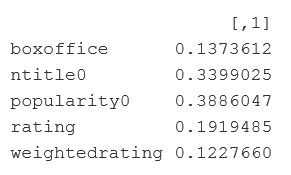 [,1]
boxoffice 0.1373612
ntitle0 0.3399025
popularity0 0.3886047
rating 0.1919485
weightedrating 0.1227660